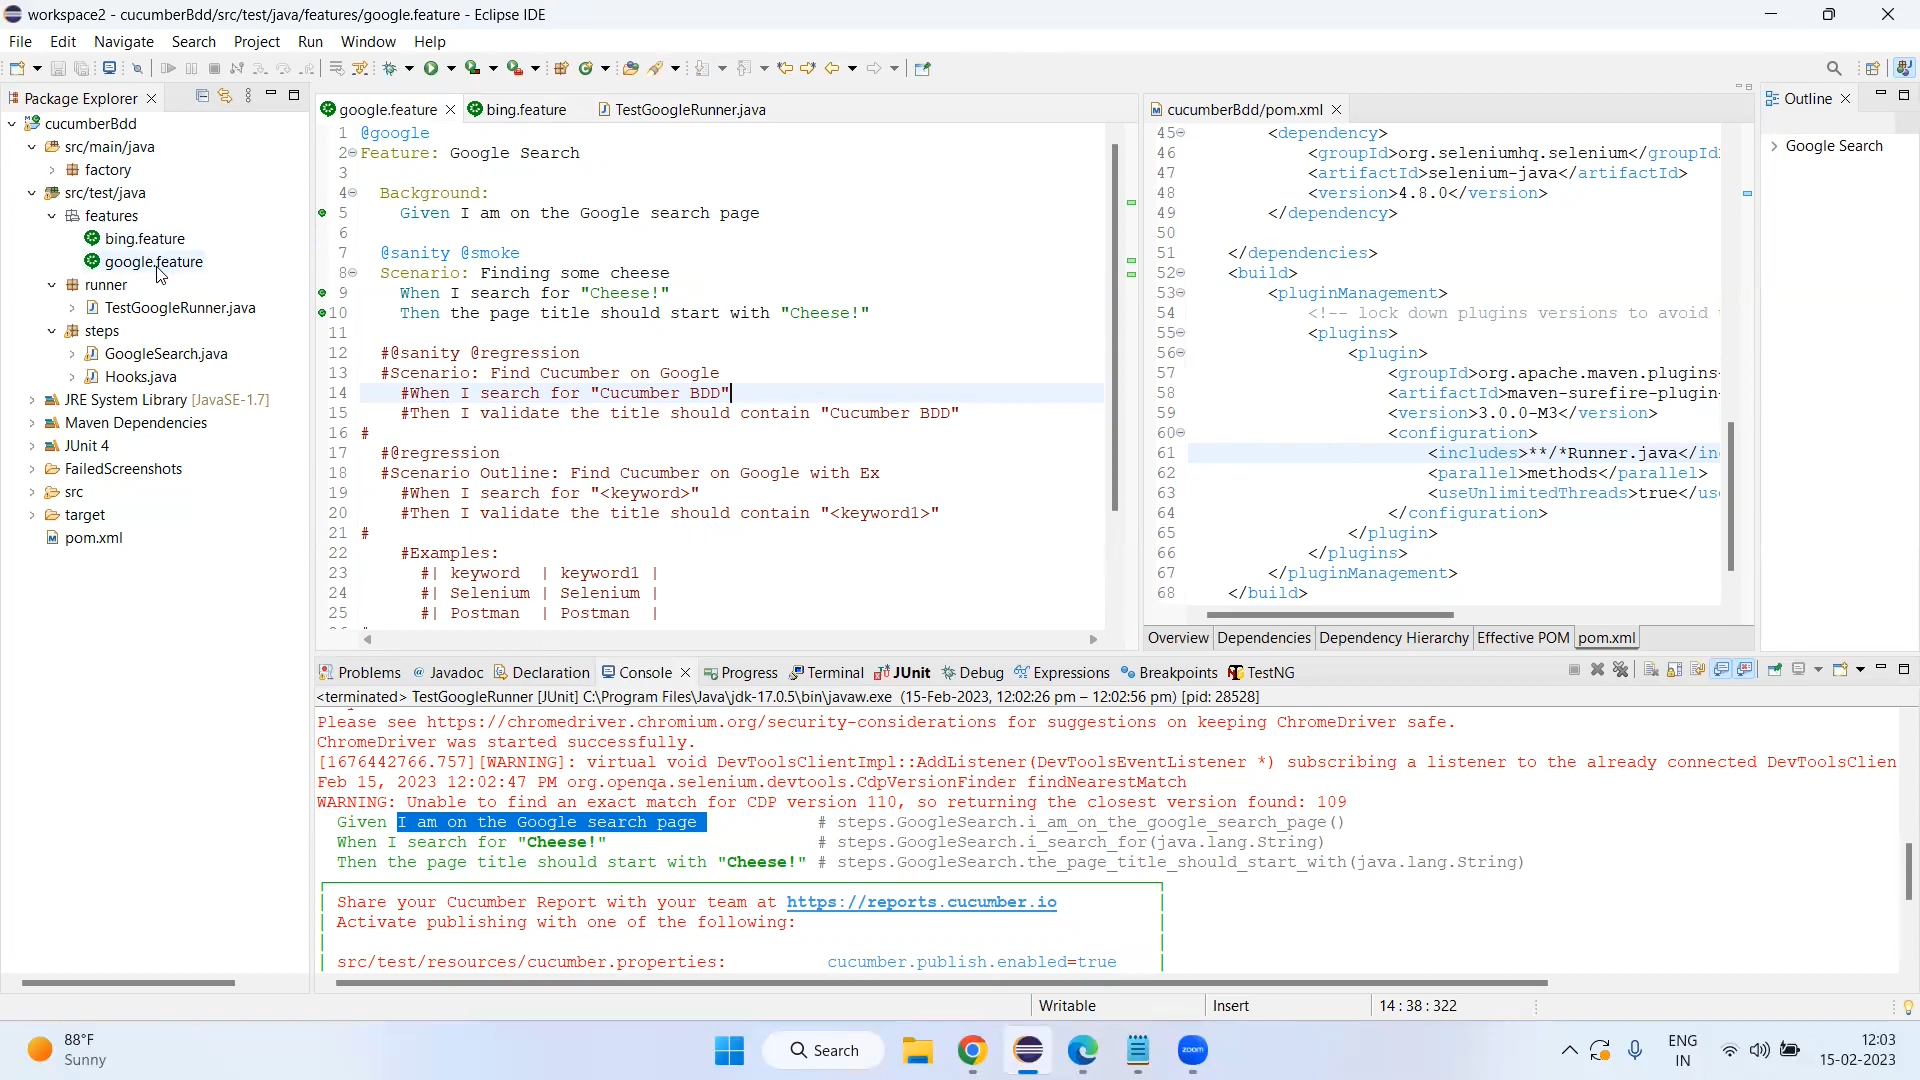 workspace2 - cucumberBdd/src/test/java/features/google.feature - Eclipse IDE
File Edit Navigate Search Project Run Window Help
Package Explorer
cucumberBdd
src/main/java
factory
src/test/java
features
bing.feature
google.feature
runner
TestGoogleRunner.java
steps
GoogleSearch.java
Hooks.java
JRE System Library [JavaSE-1.7]
Maven Dependencies
JUnit 4
FailedScreenshots
src
target
pom.xml
google.feature bing.feature TestGoogleRunner.java
1 @google
2 Feature: Google Search
3
4 Background:
5 Given I am on the Google search page
6
7 @sanity @smoke
8 Scenario: Finding some cheese
9 When I search for "Cheese!"
10 Then the page title should start with "Cheese!"
11
12 #@sanity @regression
13 #Scenario: Find Cucumber on Google
14 #When I search for "Cucumber BDD"
15 #Then I validate the title should contain "Cucumber BDD"
16 #
17 #@regression
18 #Scenario Outline: Find Cucumber on Google with Ex
19 #When I search for "<keyword>"
20 #Then I validate the title should contain "<keyword1>"
21 #
22 #Examples:
23 #| keyword | keyword1 |
24 #| Selenium | Selenium |
25 #| Postman | Postman |
cucumberBdd/pom.xml
45 <dependency>
46 <groupId>org.seleniumhq.selenium</groupId
47 <artifactId>selenium-java</artifactId>
48 <version>4.8.0</version>
49 </dependency>
50
51 </dependencies>
52 <build>
53 <pluginManagement>
54 <!-- lock down plugins versions to avoid
55 <plugins>
56 <plugin>
57 <groupId>org.apache.maven.plugins
58 <artifactId>maven-surefire-plugin
59 <version>3.0.0-M3</version>
60 <configuration>
61 <includes>**/*Runner.java</in
62 <parallel>methods</parallel>
63 <useUnlimitedThreads>true</us
64 </configuration>
65 </plugin>
66 </plugins>
67 </pluginManagement>
68 </build>
Overview Dependencies Dependency Hierarchy Effective POM pom.xml
Outline
Google Search
Problems @ Javadoc Declaration Console Progress Terminal JUnit Debug Expressions Breakpoints TestNG
<terminated> TestGoogleRunner [JUnit] C:\Program Files\Java\jdk-17.0.5\bin\javaw.exe (15-Feb-2023, 12:02:26 pm – 12:02:56 pm) [pid: 28528]
Please see https://chromedriver.chromium.org/security-considerations for suggestions on keeping ChromeDriver safe.
ChromeDriver was started successfully.
[1676442766.757][WARNING]: virtual void DevToolsClientImpl::AddListener(DevToolsEventListener *) subscribing a listener to the already connected DevToolsClien
Feb 15, 2023 12:02:47 PM org.openqa.selenium.devtools.CdpVersionFinder findNearestMatch
WARNING: Unable to find an exact match for CDP version 110, so returning the closest version found: 109
Given I am on the Google search page # steps.GoogleSearch.i_am_on_the_google_search_page()
When I search for "Cheese!" # steps.GoogleSearch.i_search_for(java.lang.String)
Then the page title should start with "Cheese!" # steps.GoogleSearch.the_page_title_should_start_with(java.lang.String)
Share your Cucumber Report with your team at https://reports.cucumber.io
Activate publishing with one of the following:
src/test/resources/cucumber.properties: cucumber.publish.enabled=true
Writable Insert 14 : 38 : 322
88°F
Sunny
Search
zoom
ENG
IN
12:03
15-02-2023